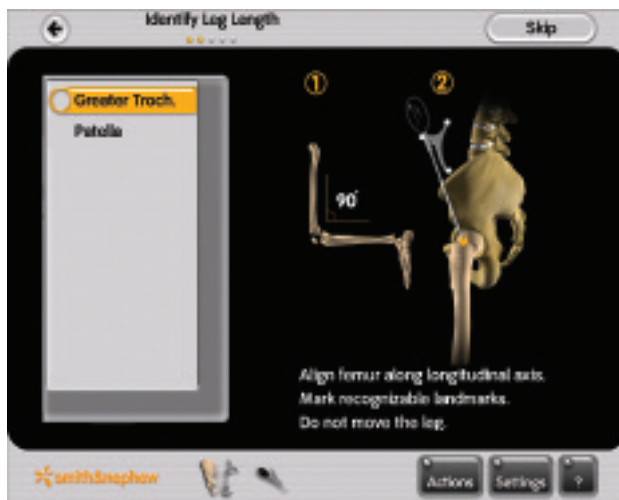 Identify Leg Length
Skip
Greater Troch.
Patella
1
2
90°
Align femur along longitudinal axis.
Mark recognizable landmarks.
Do not move the leg.
smith&nephew
Actions
Settings
?